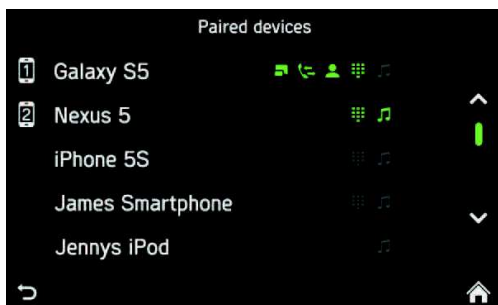 Paired devices
1 Galaxy S5
2 Nexus 5
iPhone 5S
James Smartphone
Jennys iPod